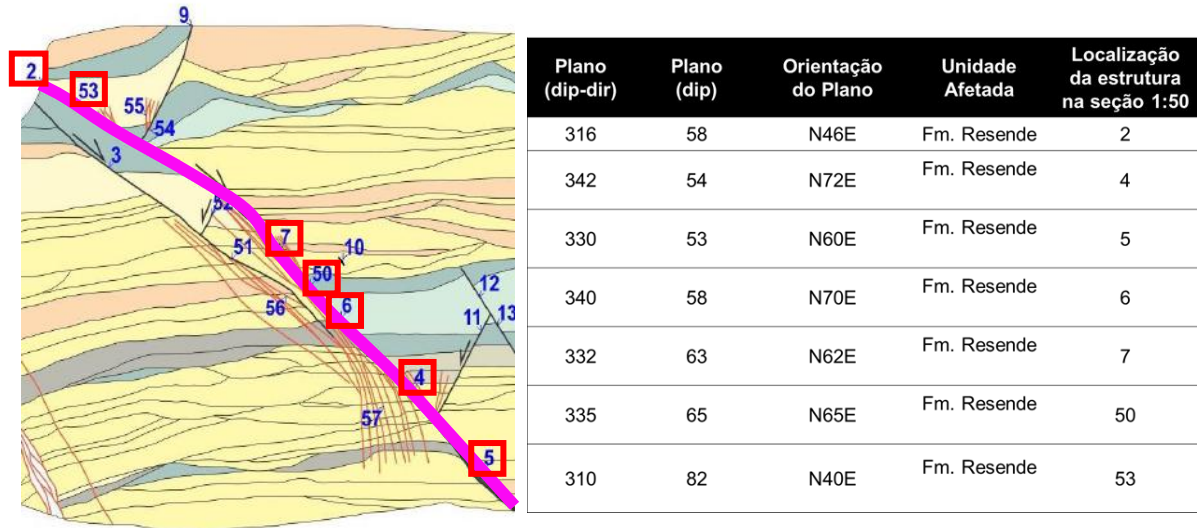 9
2
53
55
54
3
52
7
51
10
50
12
56
6
11
13
4
57
5
Plano
(dip-dir)
Plano
(dip)
Orientação
do Plano
Unidade
Afetada
Localização
da estrutura
na seção 1:50
316 58 N46E Fm. Resende 2
342 54 N72E Fm. Resende 4
330 53 N60E Fm. Resende 5
340 58 N70E Fm. Resende 6
332 63 N62E Fm. Resende 7
335 65 N65E Fm. Resende 50
310 82 N40E Fm. Resende 53